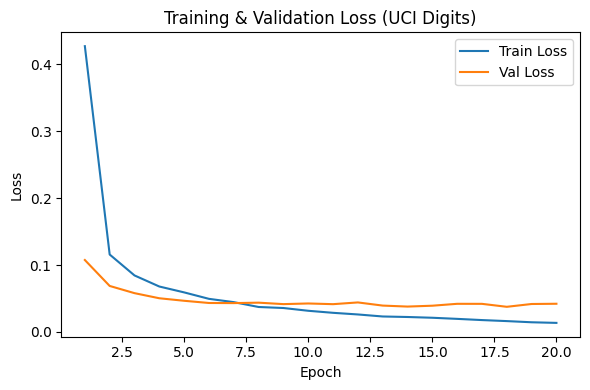 Training & Validation Loss (UCI Digits)
Train Loss
Val Loss
0.4
0.3
0.2
0.1
0.0
Loss
2.5 5.0 7.5 10.0 12.5 15.0 17.5 20.0
Epoch